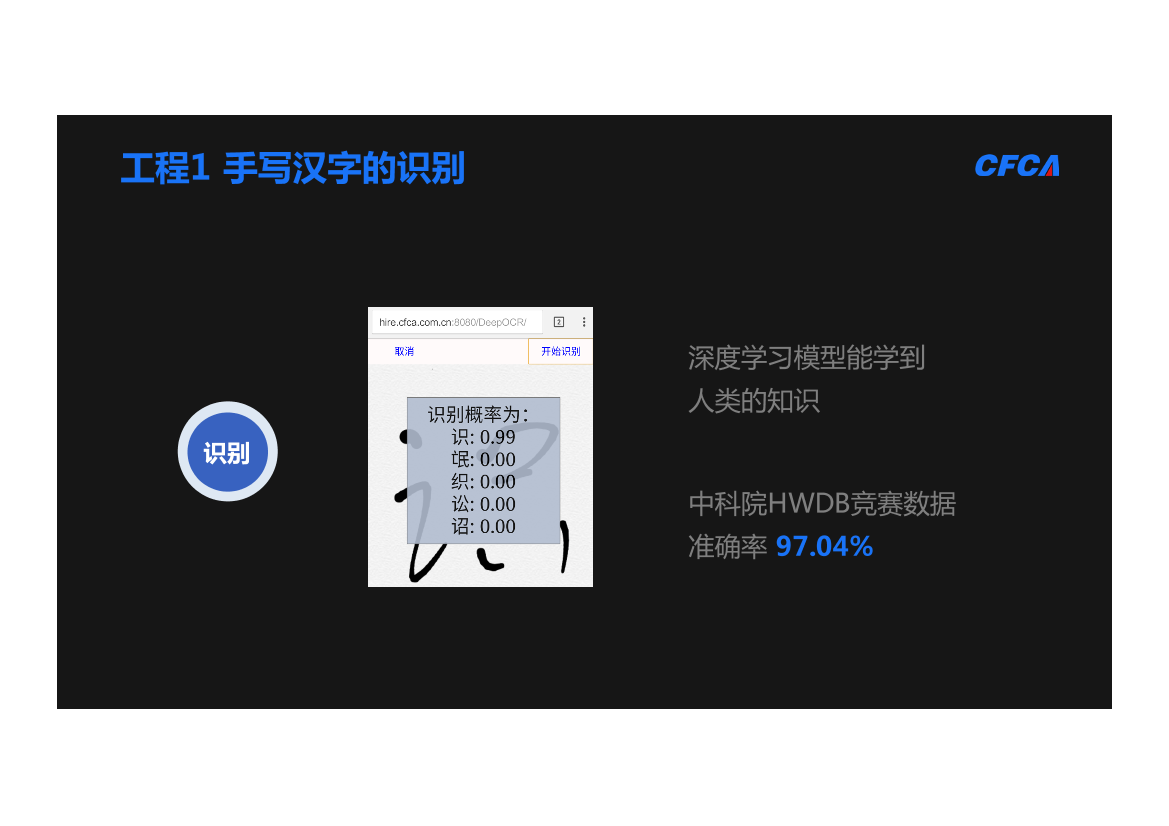 工程1 手写汉字的识别
CFCA
hire.cfca.com.cn:8080/DeepOCR/
2
取消
开始识别
识别概率为:
识: 0.99
氓: 0.00
织: 0.00
讼: 0.00
诏: 0.00
识
识别
深度学习模型能学到
人类的知识
中科院HWDB竞赛数据
准确率 97.04%